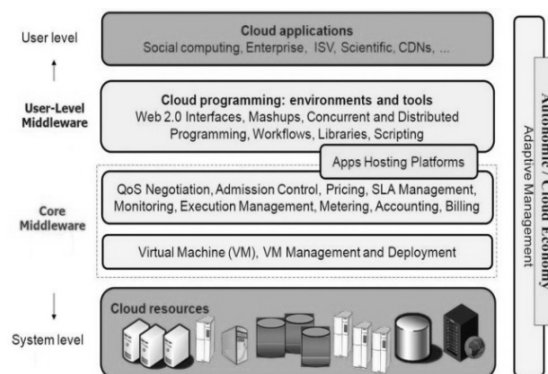 User level
Cloud applications
Social computing, Enterprise, ISV, Scientific, CDNs, ...
User-Level
Middleware
Cloud programming: environments and tools
Web 2.0 Interfaces, Mashups, Concurrent and Distributed
Programming, Workflows, Libraries, Scripting
Apps Hosting Platforms
Core
Middleware
QoS Negotiation, Admission Control, Pricing, SLA Management,
Monitoring, Execution Management, Metering, Accounting, Billing
Virtual Machine (VM), VM Management and Deployment
System level
Cloud resources
Autonomic / Cloud Economy
Adaptive Management